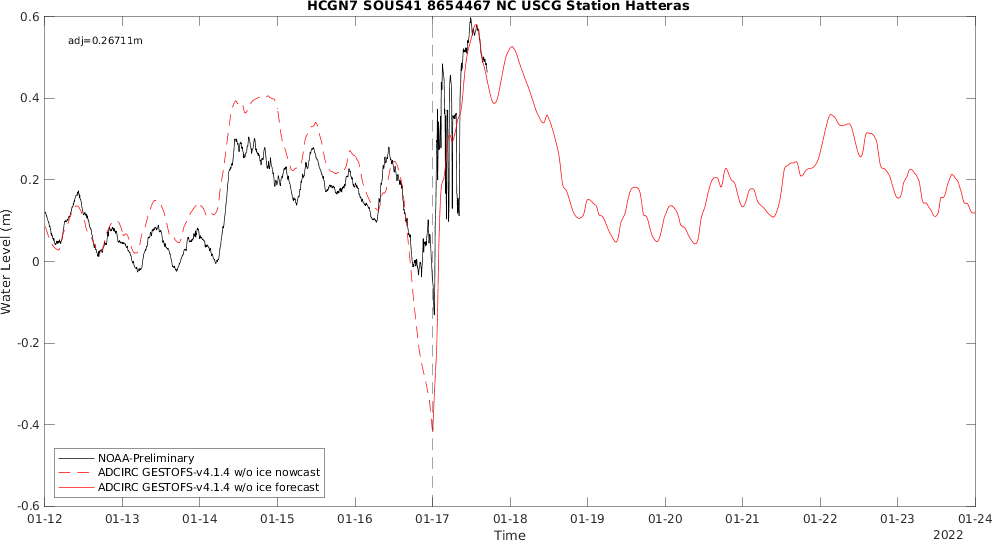 HCGN7 SOUS41 8654467 NC USCG Station Hatteras
adj=0.26711m
0.6
0.4
0.2
0
-0.2
-0.4
-0.6
Water Level (m)
NOAA-Preliminary
ADCIRC GESTOFS-v4.1.4 w/o ice nowcast
ADCIRC GESTOFS-v4.1.4 w/o ice forecast
01-12 01-13 01-14 01-15 01-16 01-17 01-18 01-19 01-20 01-21 01-22 01-23 01-24
Time
2022